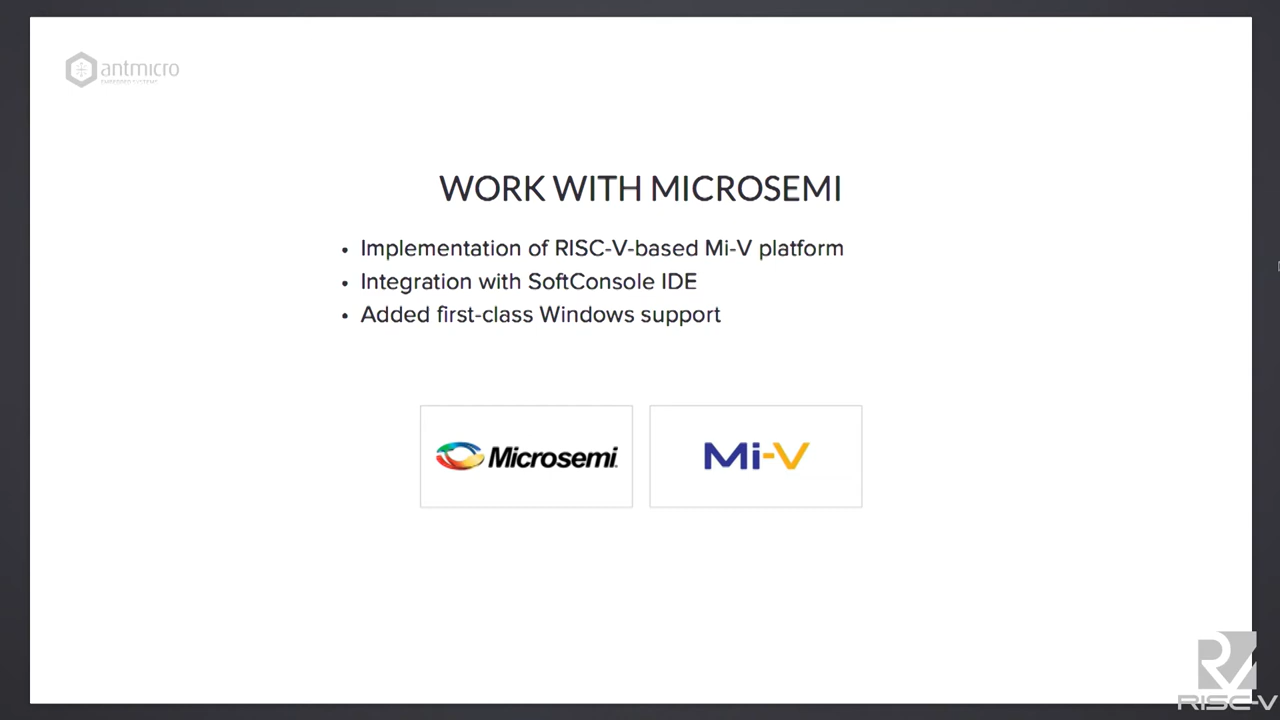 antmicro
WORK WITH MICROSEMI
• Implementation of RISC-V-based Mi-V platform
• Integration with SoftConsole IDE
• Added first-class Windows support
Microsemi.
Mi-V
RISC-V